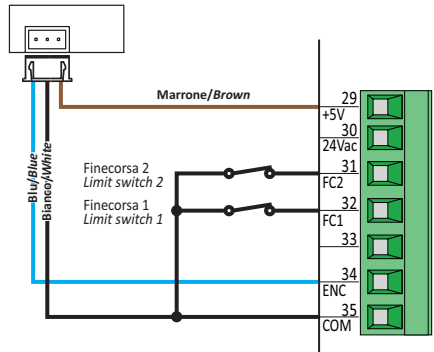 Marrone/Brown
29
+5V
30
24Vac
Finecorsa 2
Limit switch 2
31
FC2
Finecorsa 1
Limit switch 1
32
FC1
33
Blu/Blue
Bianco/White
34
ENC
35
COM